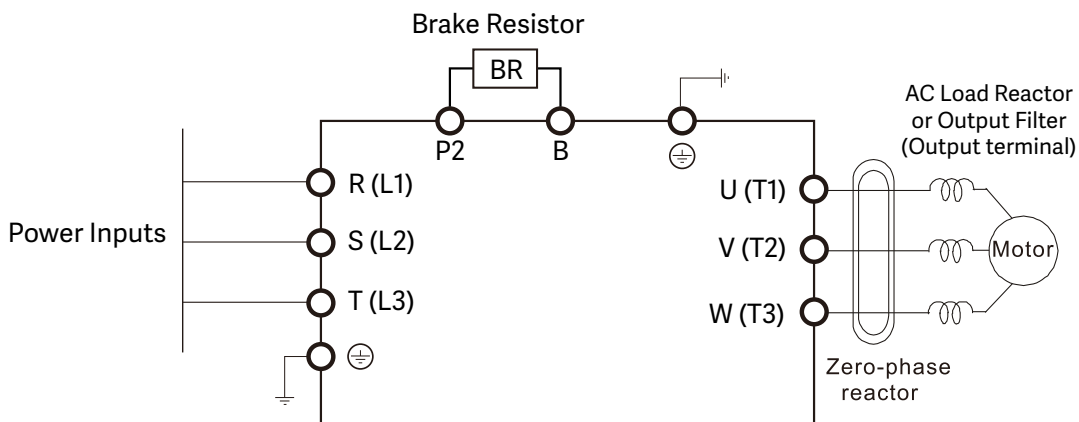 Brake Resistor
BR
P2
B
AC Load Reactor
or Output Filter
(Output terminal)
R (L1)
U (T1)
Power Inputs
S (L2)
V (T2)
Motor
T (L3)
W (T3)
Zero-phase
reactor